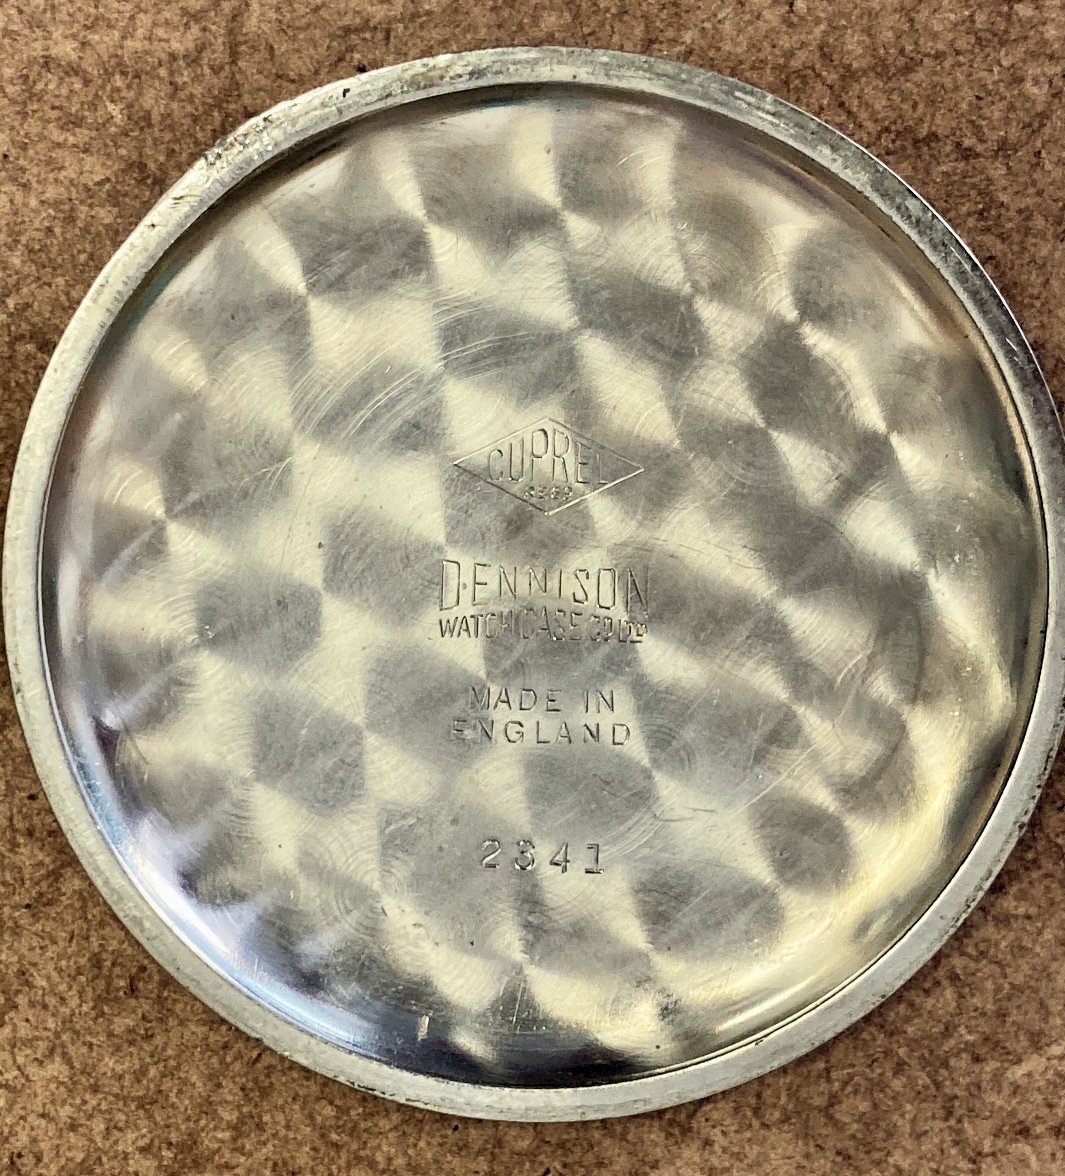 CUPREL
DENNISON
WATCH CASE CO LTD
MADE IN
ENGLAND
2341